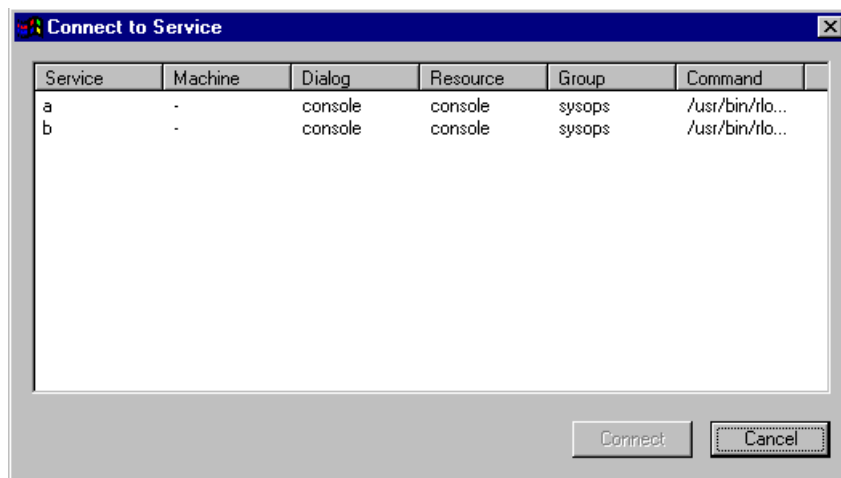 Connect to Service
Service Machine Dialog Resource Group Command
a - console console sysops /usr/bin/rlo...
b - console console sysops /usr/bin/rlo...
Connect Cancel